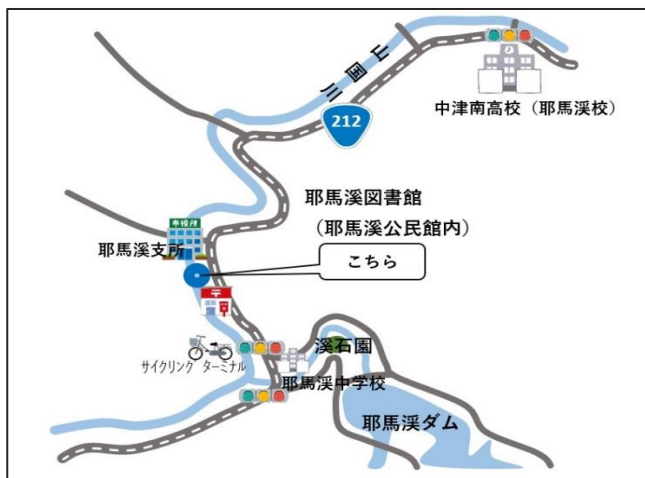 山国川
212
中津南高校（耶馬溪校）
耶馬溪図書館
（耶馬溪公民館内）
市役所
耶馬溪支所
こちら
〒
サイクリング ターミナル
溪石園
耶馬溪中学校
耶馬溪ダム